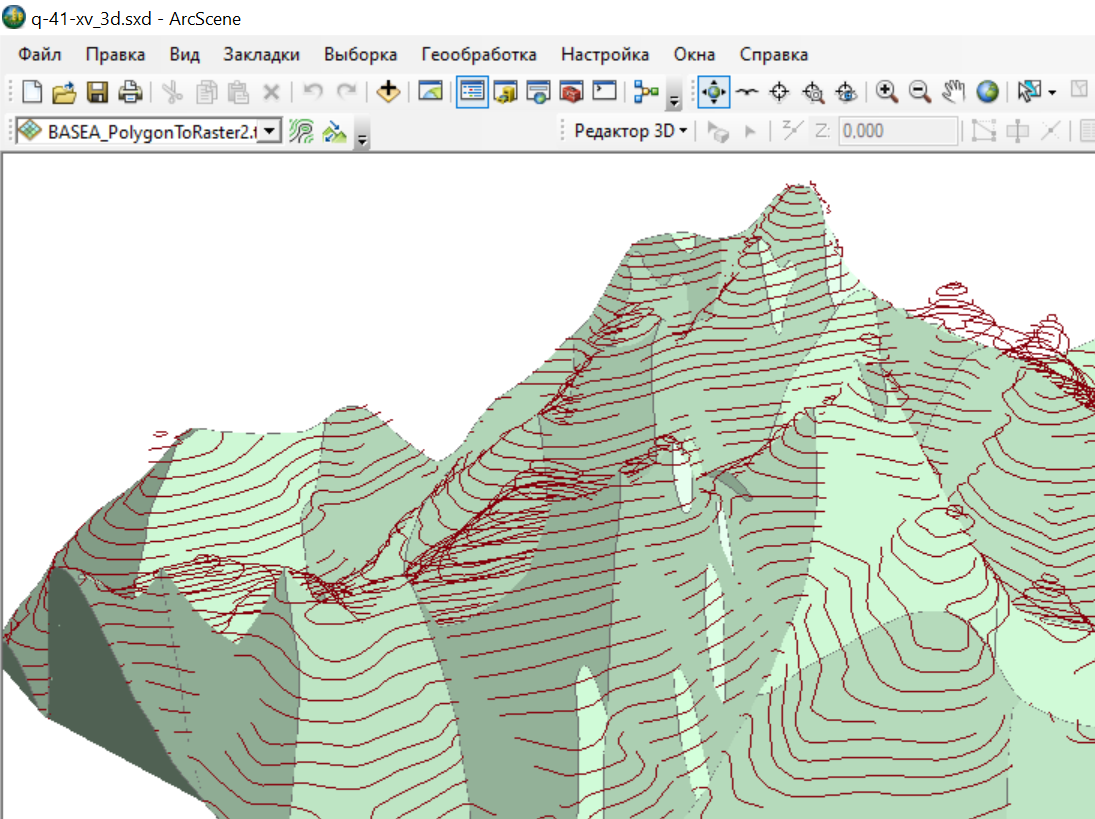 q-41-xv_3d.sxd - ArcScene
Файл Правка Вид Закладки Выборка Геообработка Настройка Окна Справка
BASEA_PolygonToRaster2.t Редактор 3D Z: 0,000